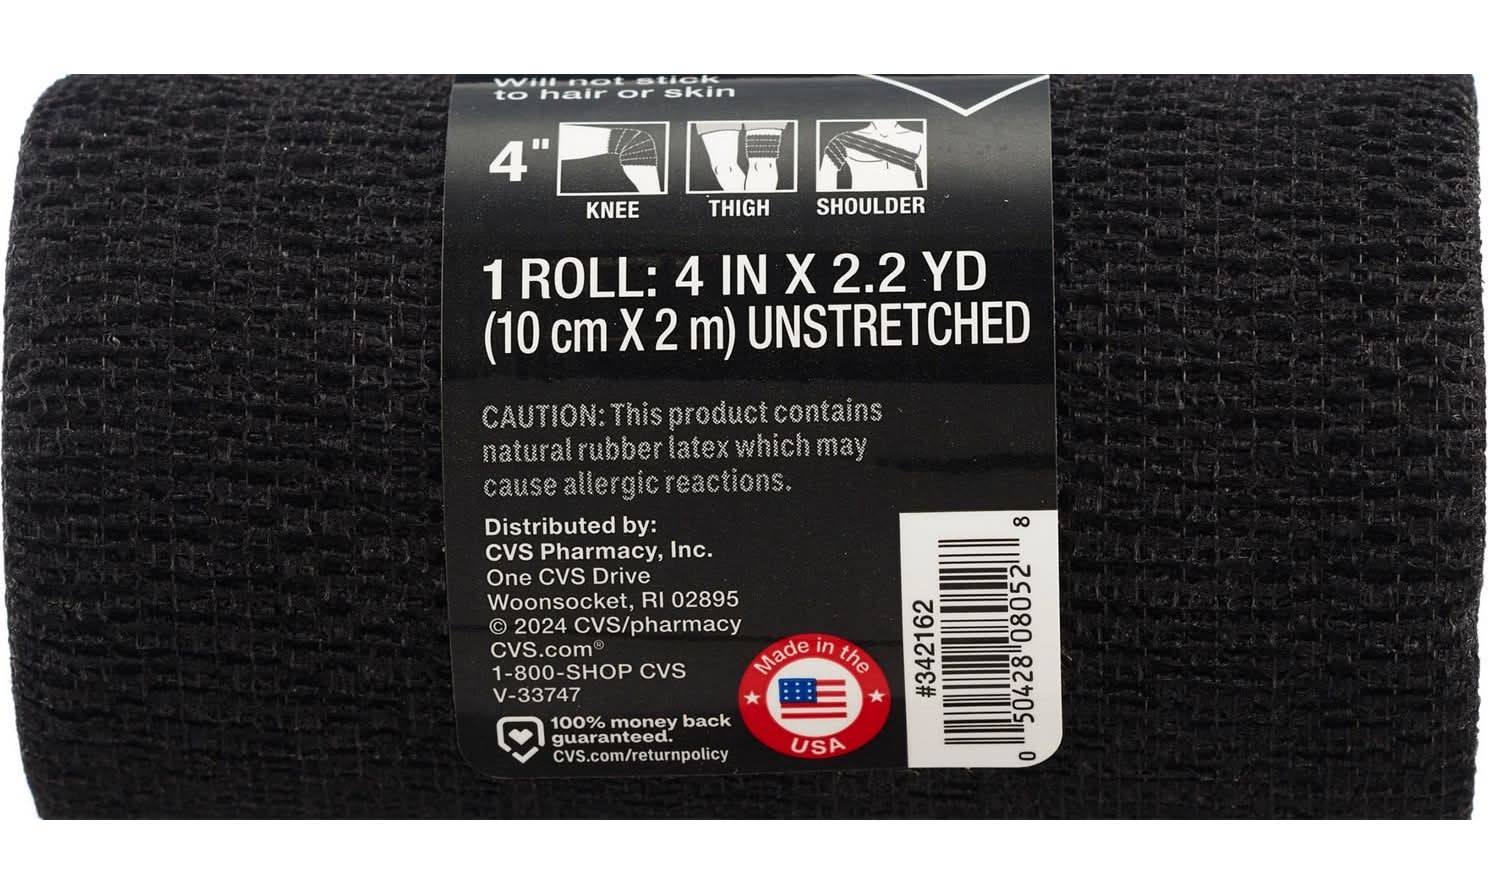 Will not stick
to hair or skin
4"
KNEE THIGH SHOULDER
1 ROLL: 4 IN X 2.2 YD
(10 cm X 2 m) UNSTRETCHED
CAUTION: This product contains
natural rubber latex which may
cause allergic reactions.
Distributed by:
CVS Pharmacy, Inc.
One CVS Drive
Woonsocket, RI 02895
© 2024 CVS/pharmacy
CVS.com®
1-800-SHOP CVS
V-33747
100% money back
guaranteed.
CVS.com/returnpolicy
Made in the
USA
#342162
0 50428 08052 8